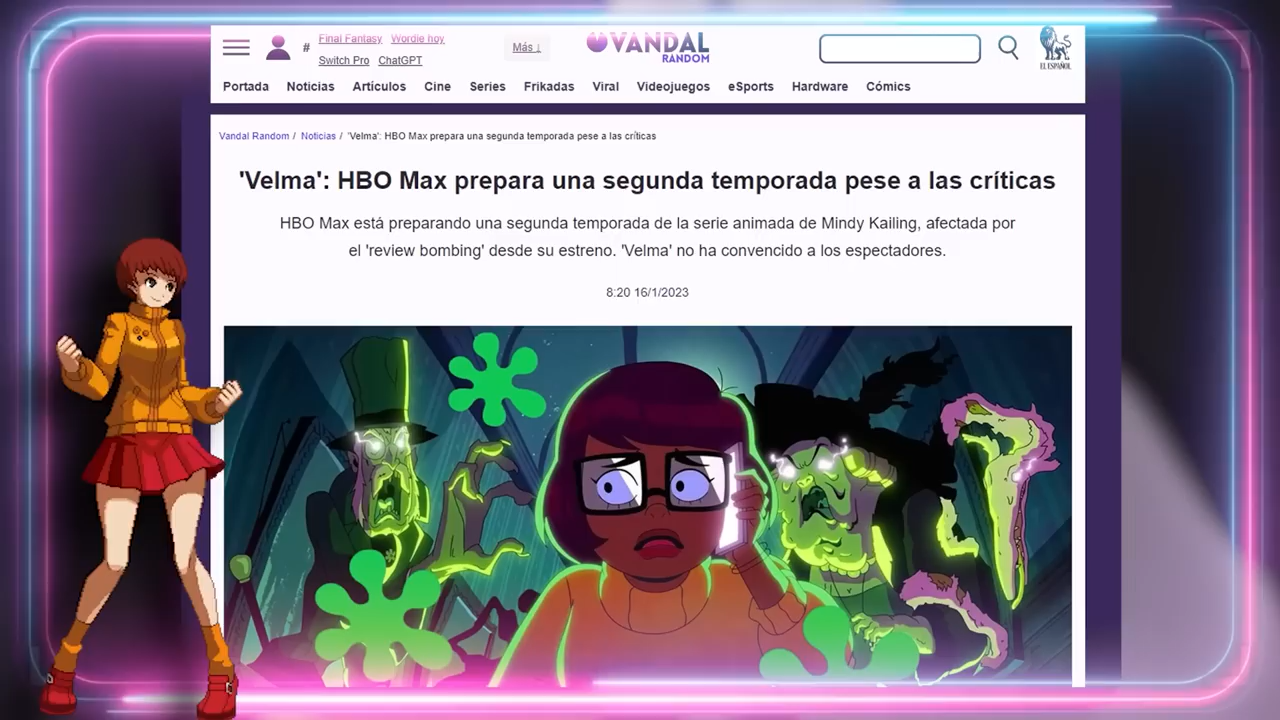 # Final Fantasy Wordle hoy
Switch Pro ChatGPT
Más ↓
VANDAL
RANDOM
EL ESPAÑOL
Portada Noticias Artículos Cine Series Frikadas Viral Videojuegos eSports Hardware Cómics
Vandal Random / Noticias / 'Velma': HBO Max prepara una segunda temporada pese a las críticas
'Velma': HBO Max prepara una segunda temporada pese a las críticas
HBO Max está preparando una segunda temporada de la serie animada de Mindy Kailing, afectada por
el 'review bombing' desde su estreno. 'Velma' no ha convencido a los espectadores.
8:20 16/1/2023